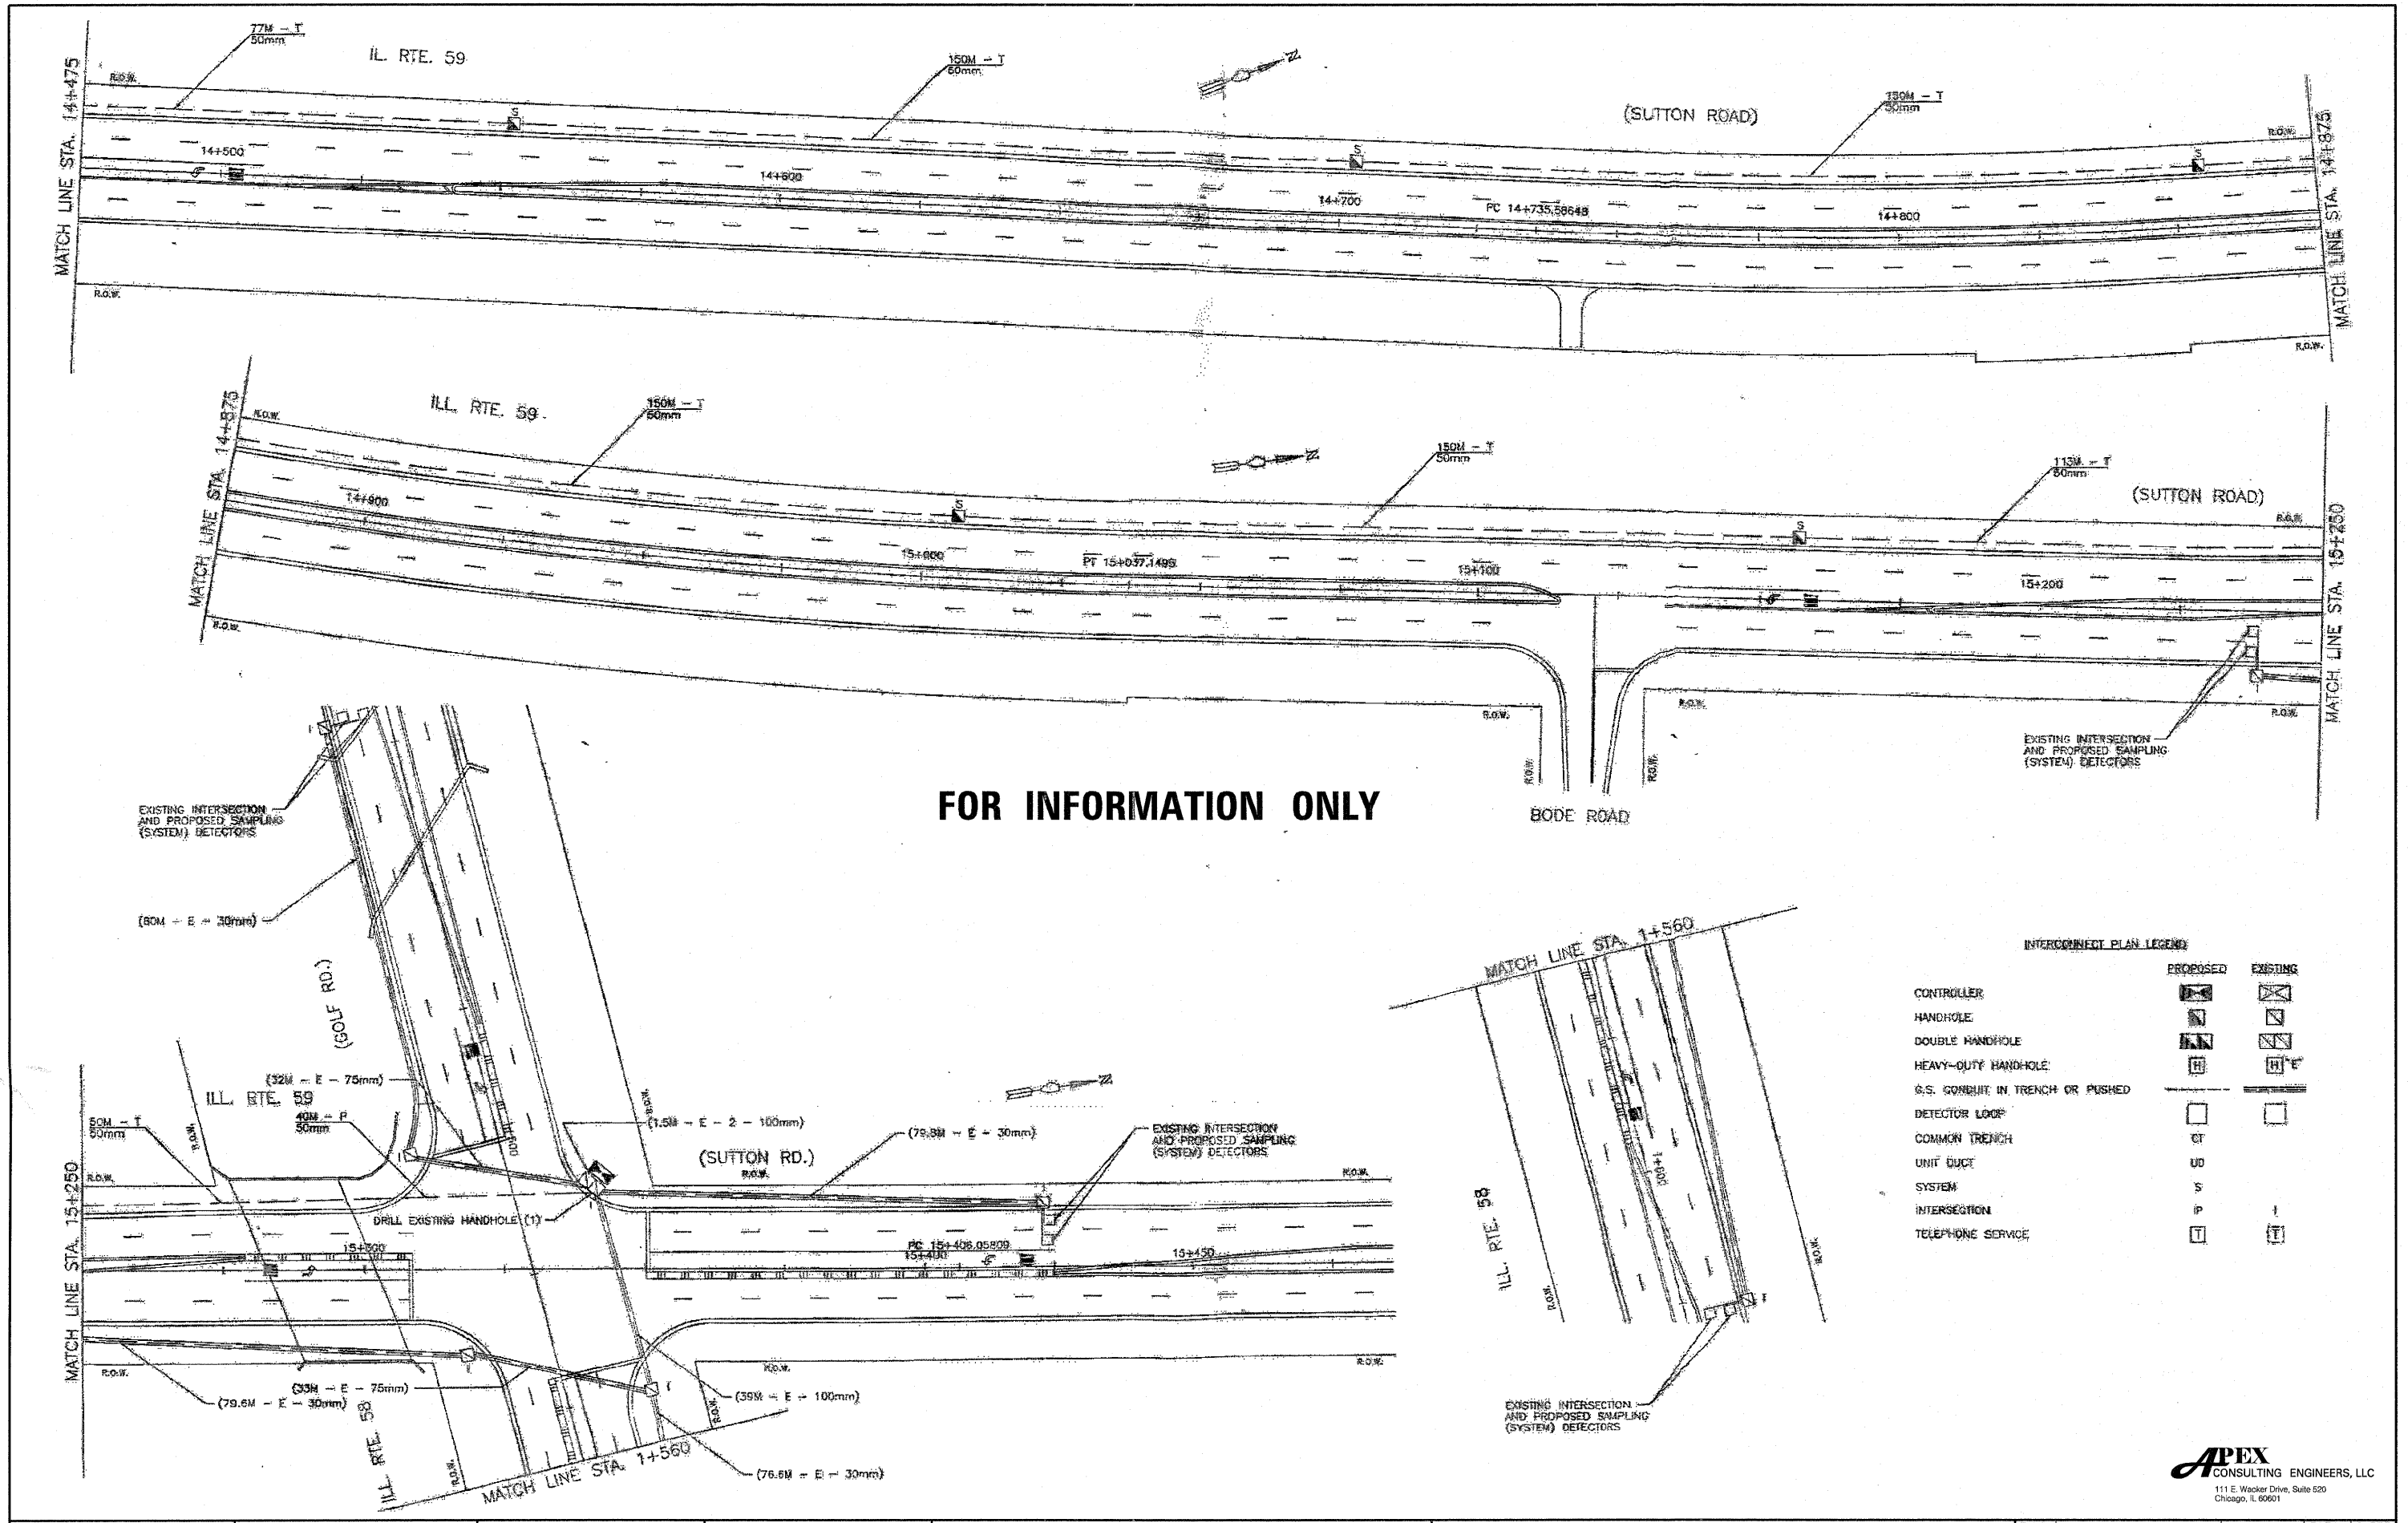 77M - T
50mm
IL. RTE. 59
150M - T
50mm
N
(SUTTON ROAD)
150M - T
50mm
MATCH LINE STA. 14+475
R.O.W.
S
S
S
R.O.W.
MATCH LINE STA. 14+875
14+500
14+600
14+700
PC 14+735.58648
14+800
R.O.W.
R.O.W.
MATCH LINE STA. 14+875
R.O.W.
ILL. RTE. 59
150M - T
50mm
N
150M - T
50mm
113M - T
50mm
(SUTTON ROAD)
R.O.W.
MATCH LINE STA. 15+250
14+900
S
S
15+000
PT 15+037.1499
15+100
15+200
R.O.W.
R.O.W.
R.O.W.
R.O.W.
R.O.W.
R.O.W.
BODE ROAD
EXISTING INTERSECTION
AND PROPOSED SAMPLING
(SYSTEM) DETECTORS
FOR INFORMATION ONLY
EXISTING INTERSECTION
AND PROPOSED SAMPLING
(SYSTEM) DETECTORS
I
(80M - E - 30mm)
(GOLF RD.)
(32M - E - 75mm)
ILL. RTE. 59
50M - T
50mm
40M - P
50mm
R.O.W.
R.O.W.
I
1+500
(1.5M - E - 2 - 100mm)
R.O.W.
(SUTTON RD.)
R.O.W.
(79.8M - E - 30mm)
N
EXISTING INTERSECTION
AND PROPOSED SAMPLING
(SYSTEM) DETECTORS
R.O.W.
DRILL EXISTING HANDHOLE (1)
MATCH LINE STA. 15+250
15+300
PC 15+406.05809
15+400
15+450
R.O.W.
(79.6M - E - 30mm)
(33M - E - 75mm)
ILL. RTE. 58
R.O.W.
I
I
MATCH LINE STA. 1+560
(39M - E - 100mm)
R.O.W.
(76.6M - E - 30mm)
R.O.W.
R.O.W.
MATCH LINE STA. 1+560
1+600
ILL. RTE. 58
R.O.W.
R.O.W.
I
EXISTING INTERSECTION
AND PROPOSED SAMPLING
(SYSTEM) DETECTORS
INTERCONNECT PLAN LEGEND
PROPOSED EXISTING
CONTROLLER
HANDHOLE
DOUBLE HANDHOLE
HEAVY-DUTY HANDHOLE H H "E"
G.S. CONDUIT IN TRENCH OR PUSHED
DETECTOR LOOP
COMMON TRENCH CT
UNIT DUCT UD
SYSTEM S
INTERSECTION IP I
TELEPHONE SERVICE T T
APEX
CONSULTING ENGINEERS, LLC
111 E. Wacker Drive, Suite 520
Chicago, IL 60601